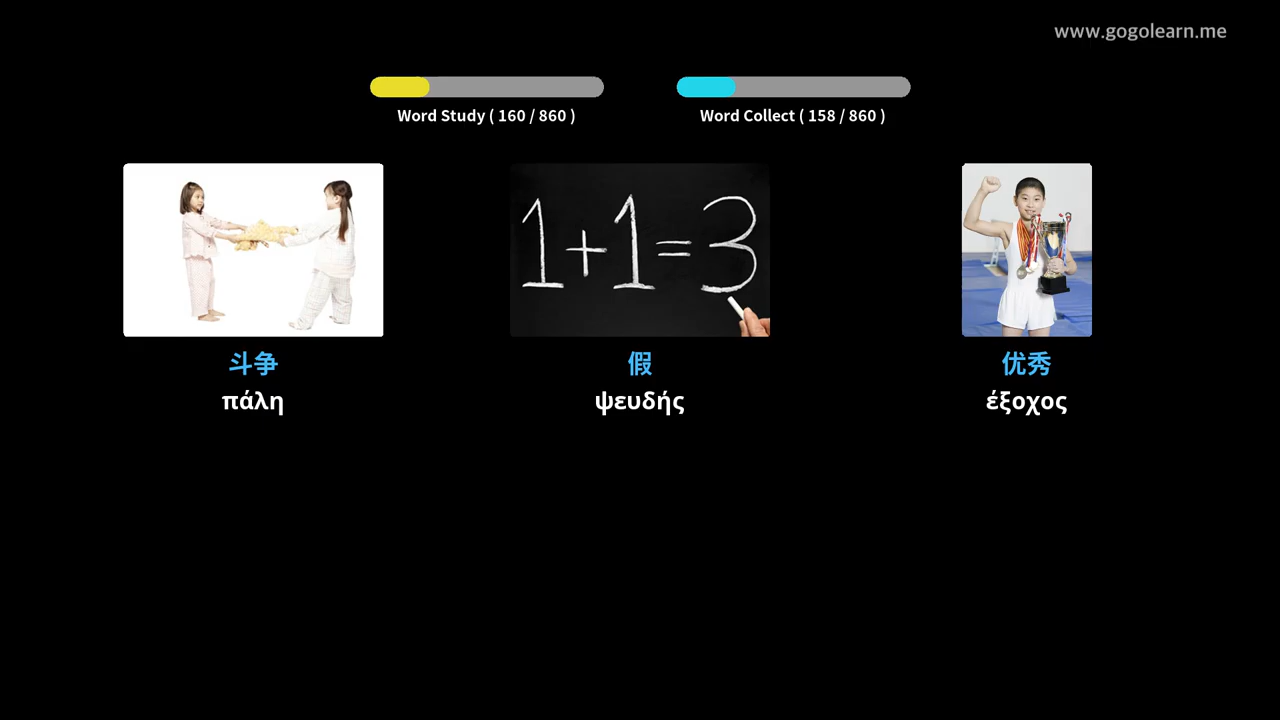 www.gogolearn.me
Word Study ( 160 / 860 )
Word Collect ( 158 / 860 )
1+1=3
斗争
πάλη
假
ψευδής
优秀
έξοχος